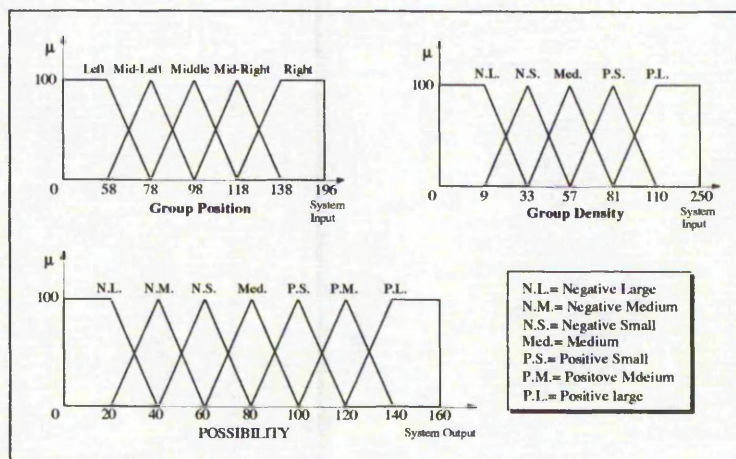 μ
Left Mid-Left Middle Mid-Right Right
100
0 58 78 98 118 138 196
Group Position
System
Input
μ
N.L. N.S. Med. P.S. P.L.
100
0 9 33 57 81 110 250
Group Density
System
Input
μ
N.L. N.M. N.S. Med. P.S. P.M. P.L.
100
0 20 40 60 80 100 120 140 160
POSSIBILITY
System Output
N.L.= Negative Large
N.M.= Negative Medium
N.S.= Negative Small
Med.= Medium
P.S.= Positive Small
P.M.= Positove Mdeium
P.L.= Positive large